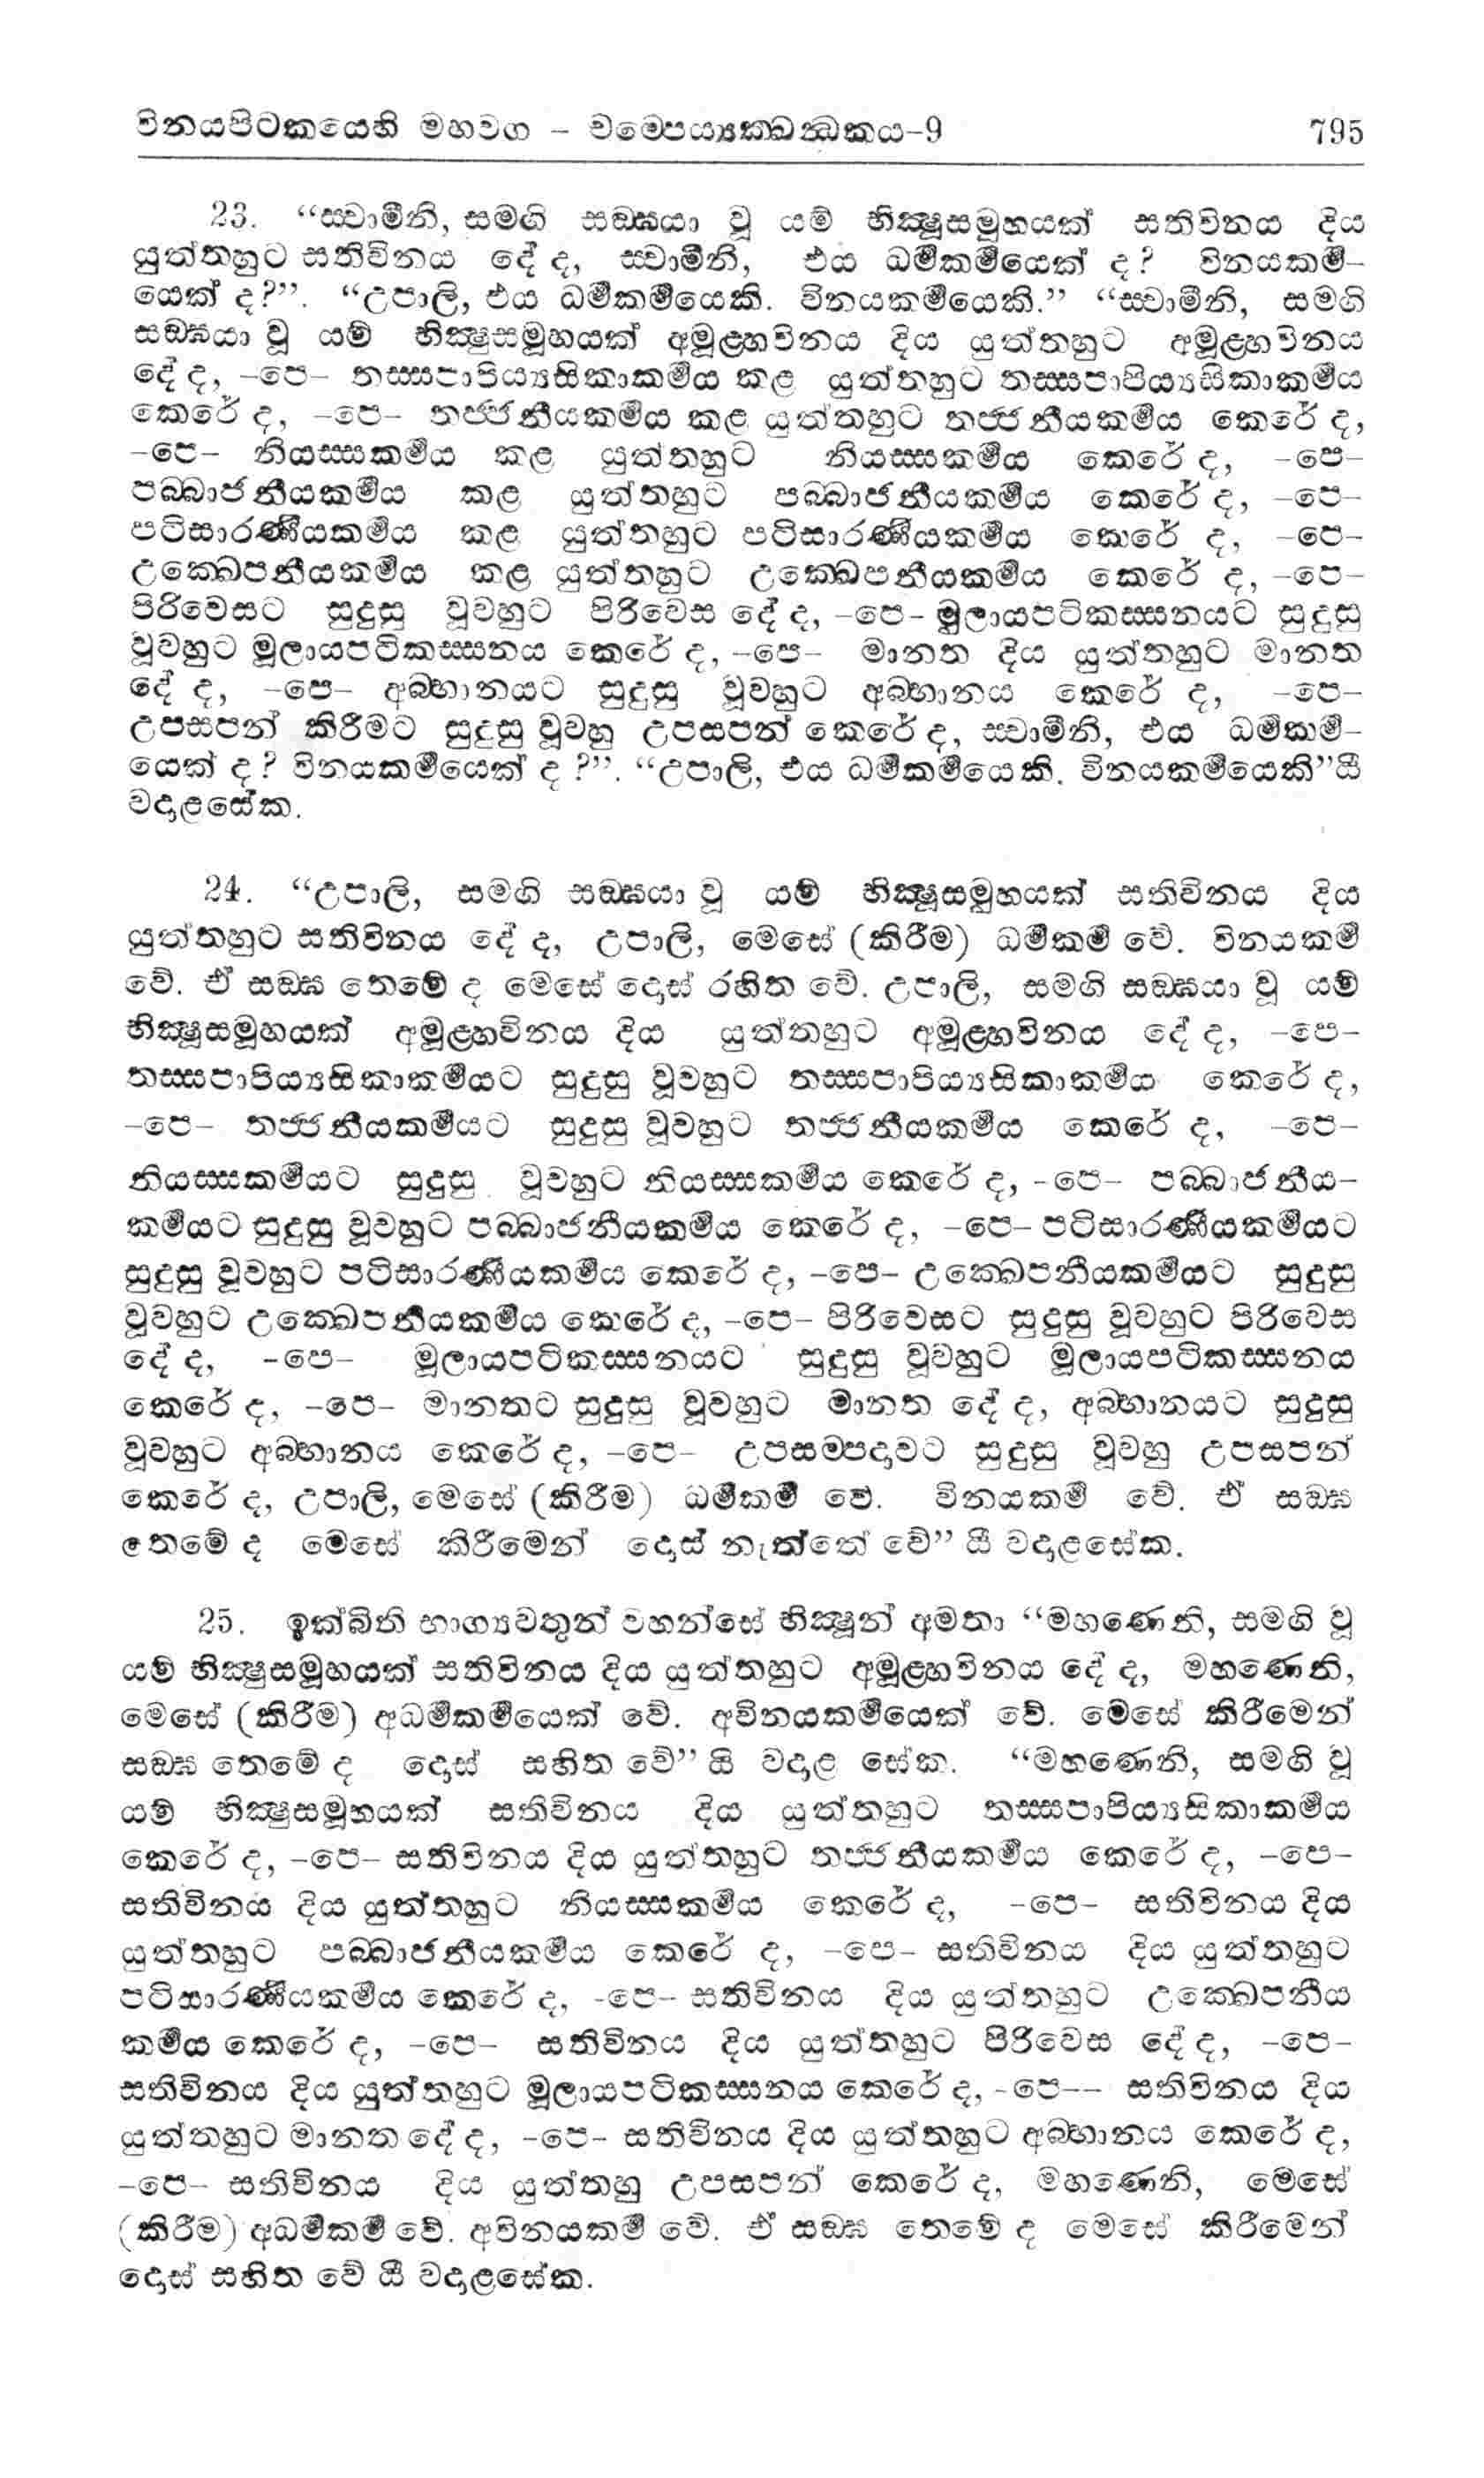 විනයපිටකයෙහි මහවග - චම්පෙය්‍යක්ඛන්ධකය-9 795
23. “ස්වාමීනි, සමගි සඞ්ඝයා වූ යම් භික්‍ෂුසමූහයක් සතිවිනය දිය
යුත්තහුට සතිවිනය දේ ද, ස්වාමීනි, එය ධර්‍මකර්‍මයෙක් ද? විනයකර්‍ම-
යෙක් ද?”. “උපාලි, එය ධර්‍මකර්‍මයෙකි. විනයකර්‍මයෙකි.” “ස්වාමීනි, සමගි
සඞ්ඝයා වූ යම් භික්‍ෂුසමූහයක් අමූළ්හවිනය දිය යුත්තහුට අමූළ්හවිනය
දේ ද, -පෙ- තස්සපාපිය්‍යසිකාකර්‍මය කළ යුත්තහුට තස්සපාපිය්‍යසිකාකර්‍මය
කෙරේ ද, -පෙ- තජ්ජනීයකර්‍මය කළ යුත්තහුට තජ්ජනීයකර්‍මය කෙරේ ද,
-පෙ- නියස්සකර්‍මය කළ යුත්තහුට නියස්සකර්‍මය කෙරේ ද, -පෙ-
පබ්බාජනීයකර්‍මය කළ යුත්තහුට පබ්බාජනීයකර්‍මය කෙරේ ද, -පෙ-
පටිසාරණීයකර්‍මය කළ යුත්තහුට පටිසාරණීයකර්‍මය කෙරේ ද, -පෙ-
උක්ඛෙපනීයකර්‍මය කළ යුත්තහුට උක්ඛෙපනීයකර්‍මය කෙරේ ද, -පෙ-
පිරිවෙසට සුදුසු වූවහුට පිරිවෙස දේ ද, -පෙ- මූලායපටිකස්සනයට සුදුසු
වූවහුට මූලායපටිකස්සනය කෙරේ ද, -පෙ- මානත දිය යුත්තහුට මානත
දේ ද, -පෙ- අබ්භානයට සුදුසු වූවහුට අබ්භානය කෙරේ ද, -පෙ-
උපසපන් කිරීමට සුදුසු වූවහු උපසපන් කෙරේ ද, ස්වාමීනි, එය ධර්‍මකර්‍ම-
යෙක් ද? විනයකර්‍මයෙක් ද?”. “උපාලි, එය ධර්‍මකර්‍මයෙකි. විනයකර්‍මයෙකි”යී
වදාළසේක.
24. “උපාලි, සමගි සඞ්ඝයා වූ යම් භික්‍ෂූසමූහයක් සතිවිනය දිය
යුත්තහුට සතිවිනය දේ ද, උපාලි, මෙසේ (කිරීම) ධර්‍මකර්‍ම වේ. විනයකර්‍ම
වේ. ඒ සඞ්ඝ තෙමේ ද මෙසේ දොස් රහිත වේ. උපාලි, සමගි සඞ්ඝයා වූ යම්
භික්‍ෂූසමූහයක් අමූළ්හවිනය දිය යුත්තහුට අමූළ්හවිනය දේ ද, -පෙ-
තස්සපාපිය්‍යසිකාකර්‍මයට සුදුසු වූවහුට තස්සපාපිය්‍යසිකාකර්‍මය කෙරේ ද,
-පෙ- තජ්ජනීයකර්‍මයට සුදුසු වූවහුට තජ්ජනීයකර්‍මය කෙරේ ද, -පෙ-
නියස්සකර්‍මයට සුදුසු වූවහුට නියස්සකර්‍මය කෙරේ ද, -පෙ- පබ්බාජනීය-
කර්‍මයට සුදුසු වූවහුට පබ්බාජනීයකර්‍මය කෙරේ ද, -පෙ- පටිසාරණීයකර්‍මයට
සුදුසු වූවහුට පටිසාරණීයකර්‍මය කෙරේ ද, -පෙ- උක්ඛෙපනීයකර්‍මයට සුදුසු
වූවහුට උක්ඛෙපනීයකර්‍මය කෙරේ ද, -පෙ- පිරිවෙසට සුදුසු වූවහුට පිරිවෙස
දේ ද, -පෙ- මූලායපටිකස්සනයට සුදුසු වූවහුට මූලායපටිකස්සනය
කෙරේ ද, -පෙ- මානතට සුදුසු වූවහුට මානත දේ ද, අබ්භානයට සුදුසු
වූවහුට අබ්භානය කෙරේ ද, -පෙ- උපසම්පදාවට සුදුසු වූවහු උපසපන්
කෙරේ ද, උපාලි, මෙසේ (කිරීම) ධර්‍මකර්‍ම වේ. විනයකර්‍ම වේ. ඒ සඞ්ඝ
තෙමේ ද මෙසේ කිරීමෙන් දොස් නැත්තේ වේ” යී වදාළසේක.
25. ඉක්බිති භාග්‍යවතුන් වහන්සේ භික්‍ෂූන් අමතා “මහණෙනි, සමගි වූ
යම් භික්‍ෂුසමූහයක් සතිවිනය දිය යුත්තහුට අමූළ්හවිනය දේ ද, මහණෙනි,
මෙසේ (කිරීම) අධර්‍මකර්‍මයෙක් වේ. අවිනයකර්‍මයෙක් වේ. මෙසේ කිරීමෙන්
සඞ්ඝ තෙමේ ද දොස් සහිත වේ” යි වදාළ සේක. “මහණෙනි, සමගි වූ
යම් භික්‍ෂුසමූහයක් සතිවිනය දිය යුත්තහුට තස්සපාපිය්‍යසිකාකර්‍මය
කෙරේ ද, -පෙ- සතිවිනය දිය යුත්තහුට තජ්ජනීයකර්‍මය කෙරේ ද, -පෙ-
සතිවිනය දිය යුත්තහුට නියස්සකර්‍මය කෙරේ ද, -පෙ- සතිවිනය දිය
යුත්තහුට පබ්බාජනීයකර්‍මය කෙරේ ද, -පෙ- සතිවිනය දිය යුත්තහුට
පටිසාරණීයකර්‍මය කෙරේ ද, -පෙ- සතිවිනය දිය යුත්තහුට උක්ඛෙපනීය
කර්‍මය කෙරේ ද, -පෙ- සතිවිනය දිය යුත්තහුට පිරිවෙස දේ ද, -පෙ-
සතිවිනය දිය යුත්තහුට මූලායපටිකස්සනය කෙරේ ද, -පෙ-- සතිවිනය දිය
යුත්තහුට මානත දේ ද, -පෙ- සතිවිනය දිය යුත්තහුට අබ්භානය කෙරේ ද,
-පෙ- සතිවිනය දිය යුත්තහු උපසපන් කෙරේ ද, මහණෙනි, මෙසේ
(කිරීම) අධර්‍මකර්‍ම වේ. අවිනයකර්‍ම වේ. ඒ සඞ්ඝ තෙමේ ද මෙසේ කිරීමෙන්
දොස් සහිත වේ යී වදාළසේක.